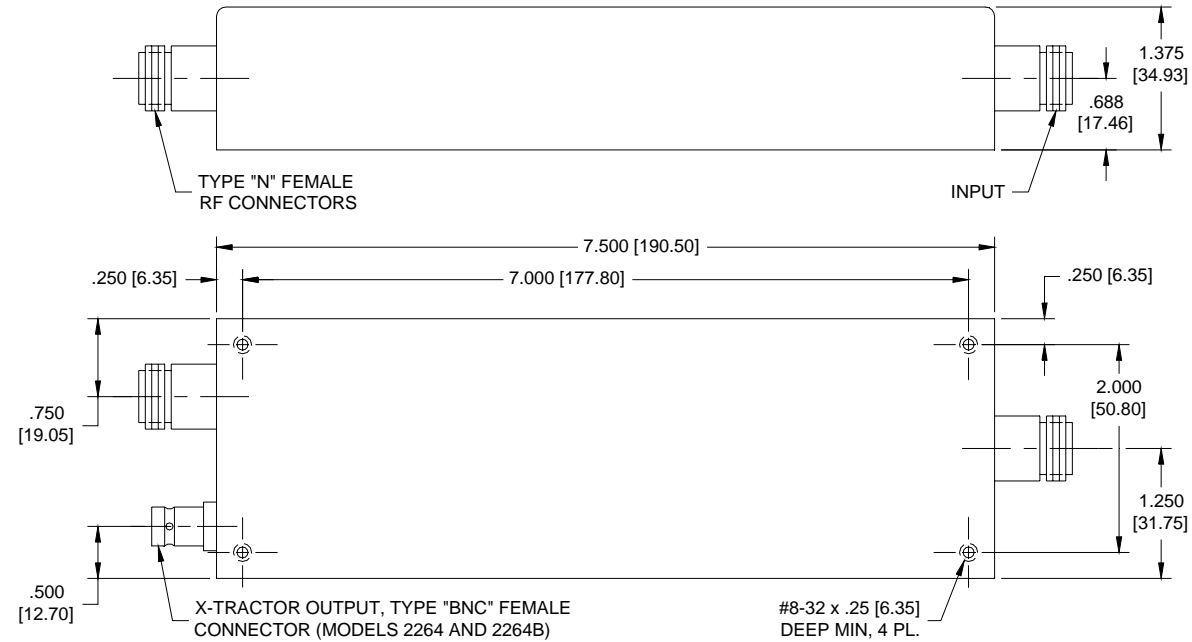 1.375
[34.93]
.688
[17.46]
TYPE "N" FEMALE
RF CONNECTORS
INPUT
7.500 [190.50]
.250 [6.35]
7.000 [177.80]
.250 [6.35]
.750
[19.05]
2.000
[50.80]
1.250
[31.75]
.500
[12.70]
X-TRACTOR OUTPUT, TYPE "BNC" FEMALE
CONNECTOR (MODELS 2264 AND 2264B)
#8-32 x .25 [6.35]
DEEP MIN, 4 PL.